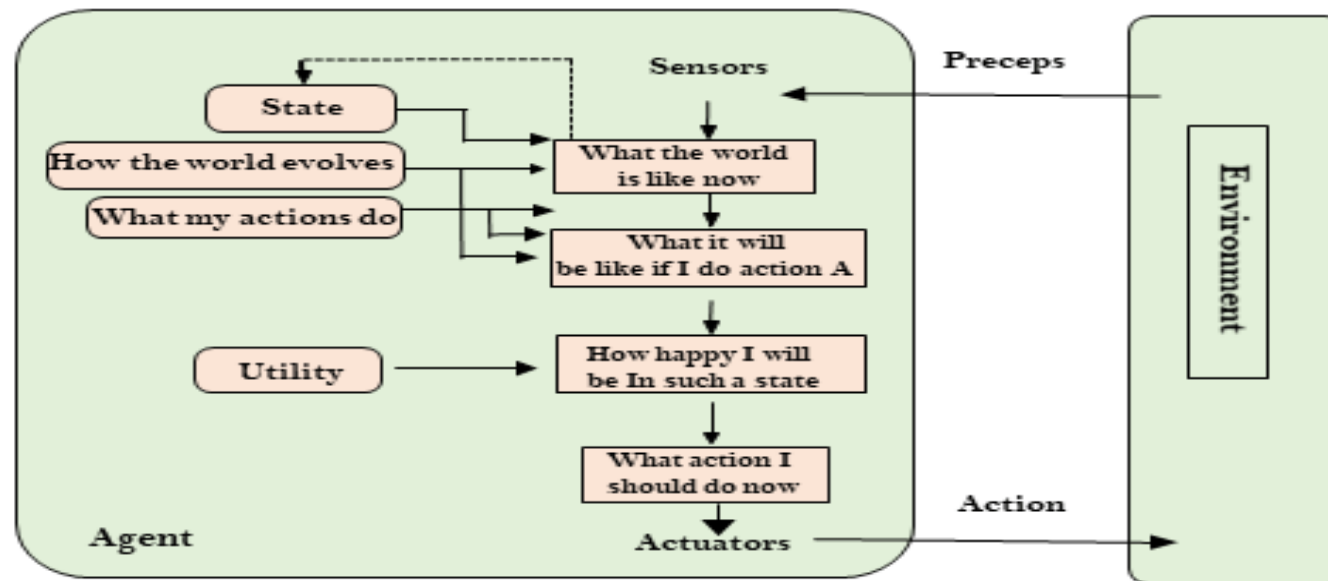 Sensors
Preceps
State
How the world evolves
What the world
is like now
What my actions do
What it will
be like if I do action A
Environment
How happy I will
be In such a state
Utility
What action I
should do now
Action
Agent
Actuators